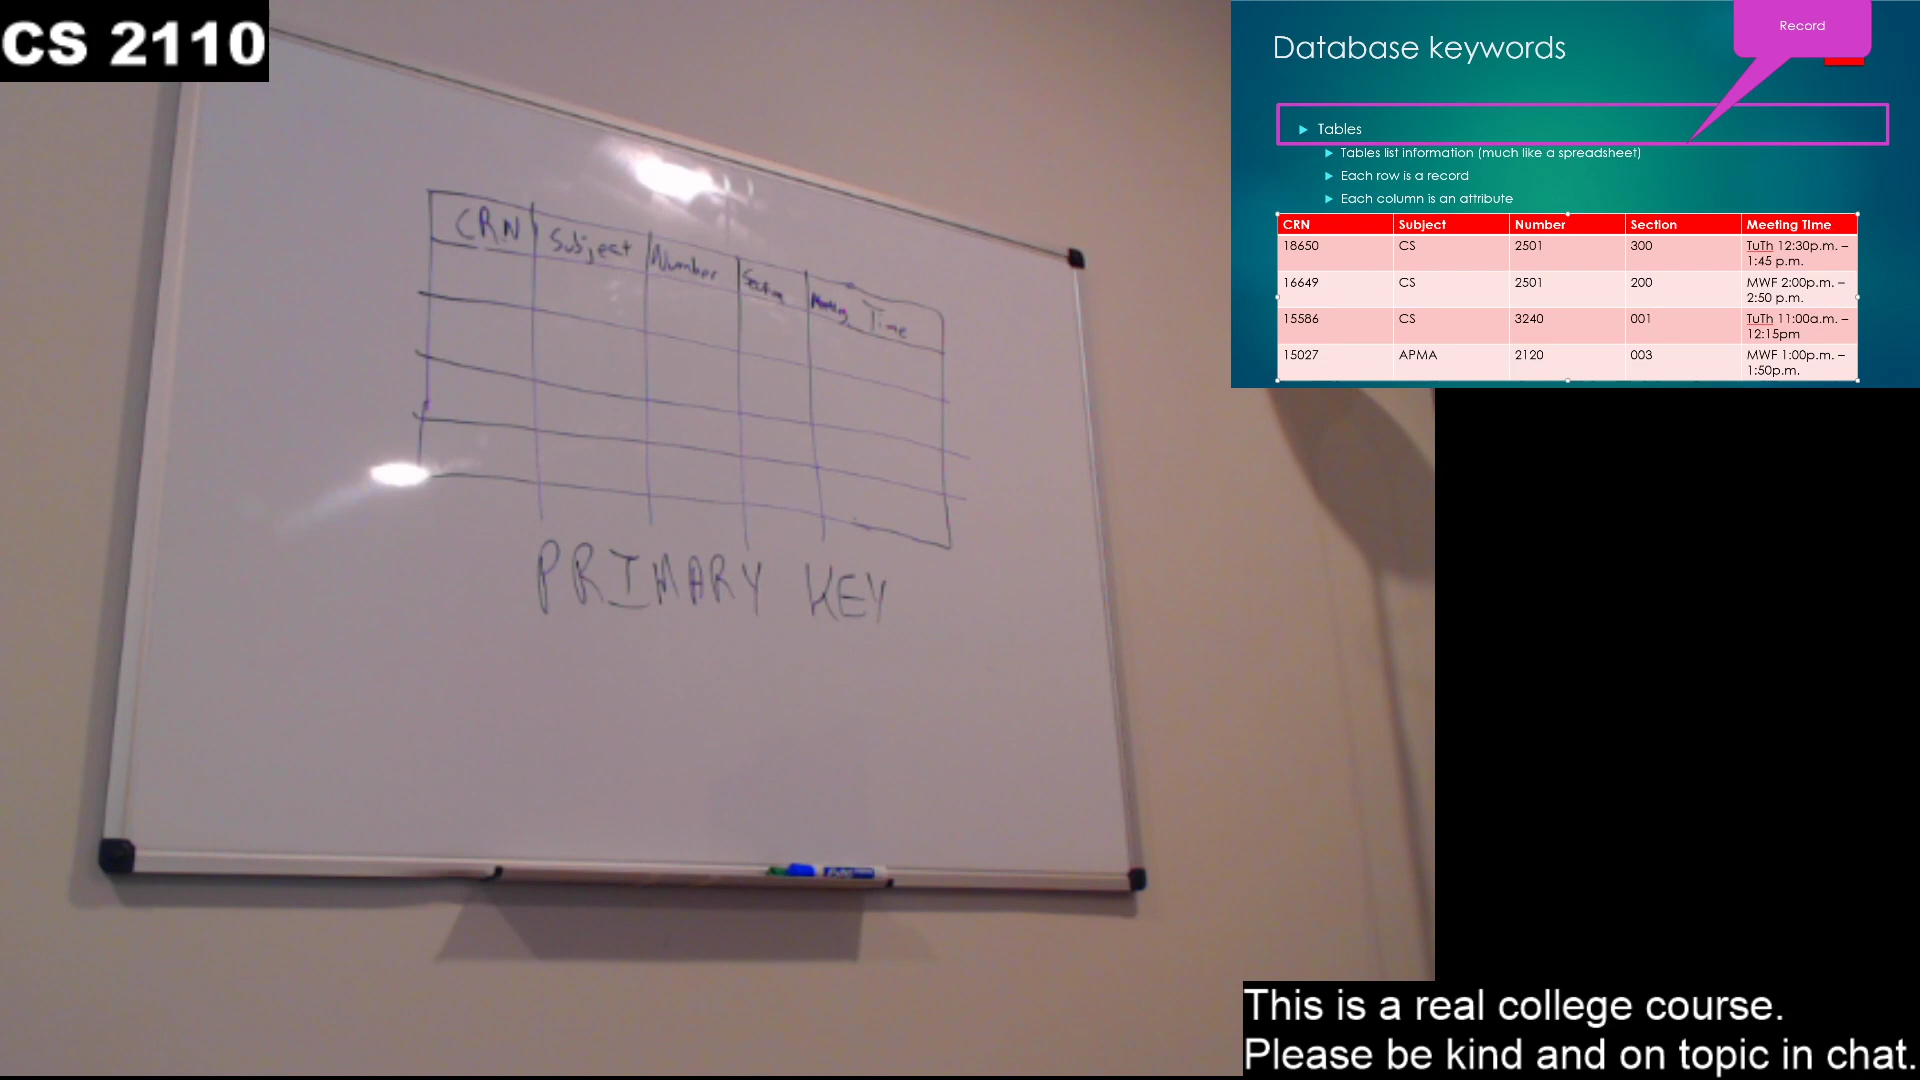 CS 2110
CRN Subject Number Section Meeting Time
PRIMARY KEY
Record
Database keywords
Tables
Tables list information (much like a spreadsheet)
Each row is a record
Each column is an attribute
CRN Subject Number Section Meeting Time
18650 CS 2501 300 TuTh 12:30p.m. –
1:45 p.m.
16649 CS 2501 200 MWF 2:00p.m. –
2:50 p.m.
15586 CS 3240 001 TuTh 11:00a.m. –
12:15pm
15027 APMA 2120 003 MWF 1:00p.m. –
1:50p.m.
This is a real college course.
Please be kind and on topic in chat.